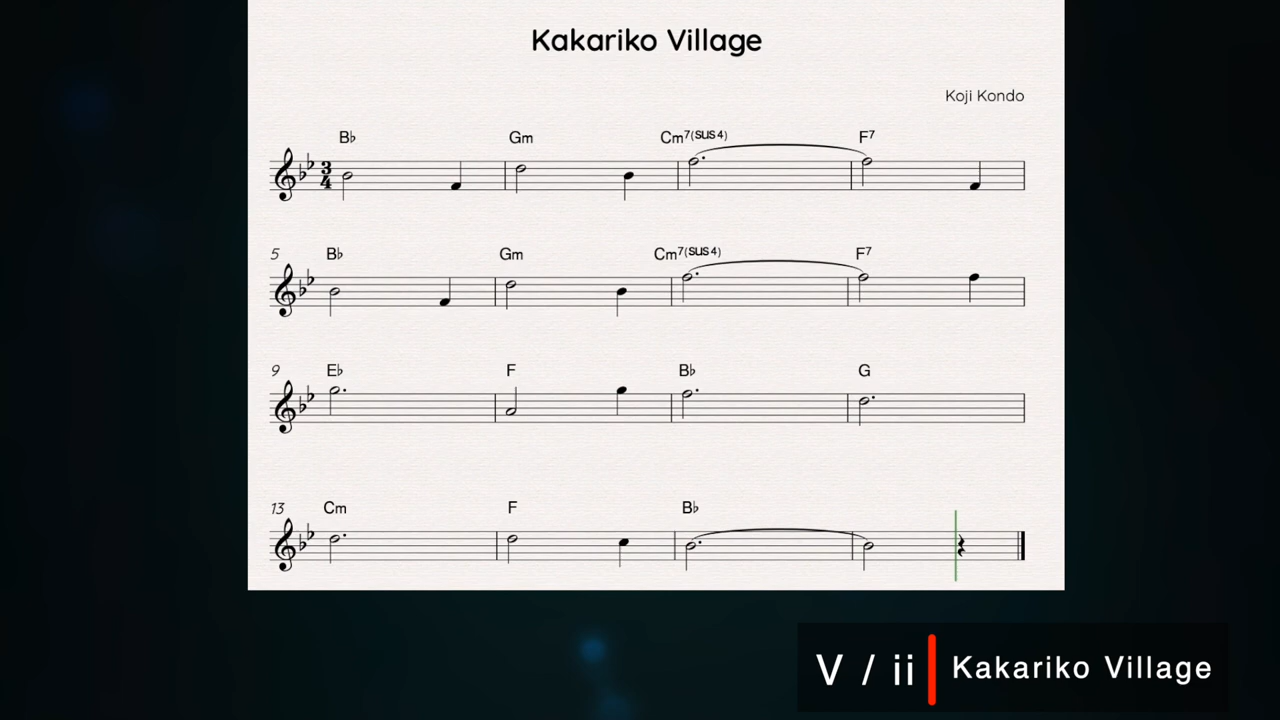 Kakariko Village
Koji Kondo
B♭ Gm Cm7(sus4) F7
3
4
5
B♭ Gm Cm7(sus4) F7
9
E♭ F B♭ G
13
Cm F B♭
V / ii Kakariko Village